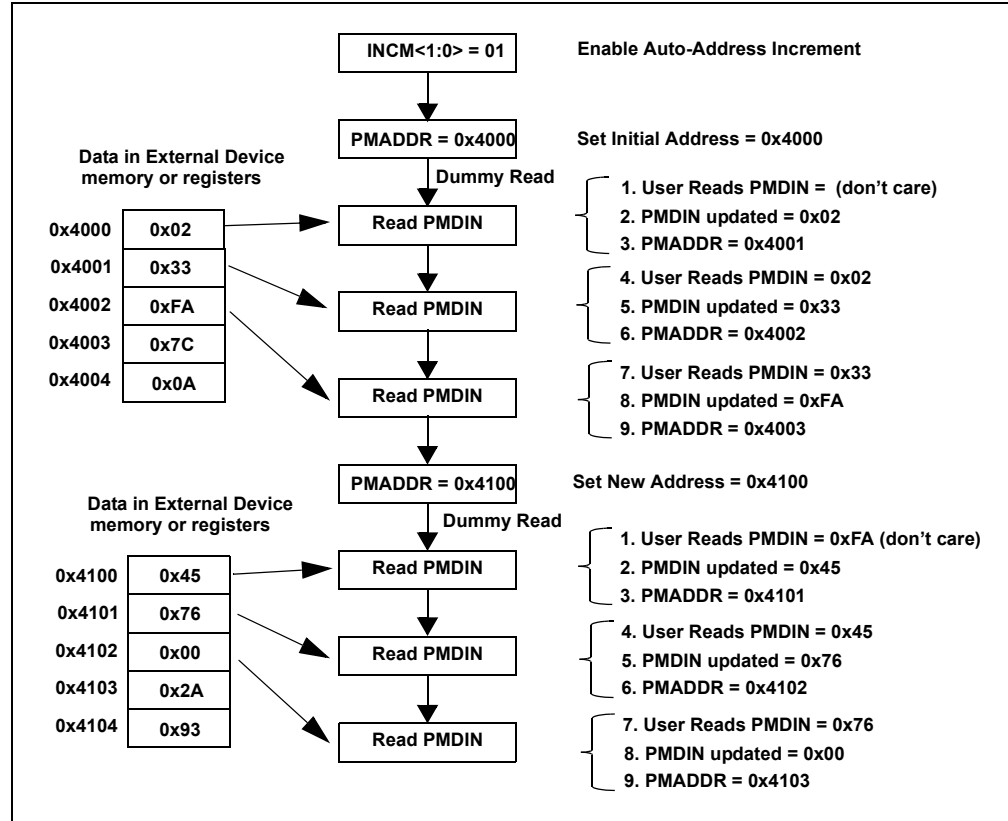 INCM<1:0> = 01
Enable Auto-Address Increment
PMADDR = 0x4000
Set Initial Address = 0x4000
Data in External Device
memory or registers
Dummy Read
0x4000 0x02
0x4001 0x33
0x4002 0xFA
0x4003 0x7C
0x4004 0x0A
Read PMDIN
1. User Reads PMDIN = (don't care)
2. PMDIN updated = 0x02
3. PMADDR = 0x4001
Read PMDIN
4. User Reads PMDIN = 0x02
5. PMDIN updated = 0x33
6. PMADDR = 0x4002
Read PMDIN
7. User Reads PMDIN = 0x33
8. PMDIN updated = 0xFA
9. PMADDR = 0x4003
PMADDR = 0x4100
Set New Address = 0x4100
Data in External Device
memory or registers
Dummy Read
0x4100 0x45
0x4101 0x76
0x4102 0x00
0x4103 0x2A
0x4104 0x93
Read PMDIN
1. User Reads PMDIN = 0xFA (don't care)
2. PMDIN updated = 0x45
3. PMADDR = 0x4101
Read PMDIN
4. User Reads PMDIN = 0x45
5. PMDIN updated = 0x76
6. PMADDR = 0x4102
Read PMDIN
7. User Reads PMDIN = 0x76
8. PMDIN updated = 0x00
9. PMADDR = 0x4103